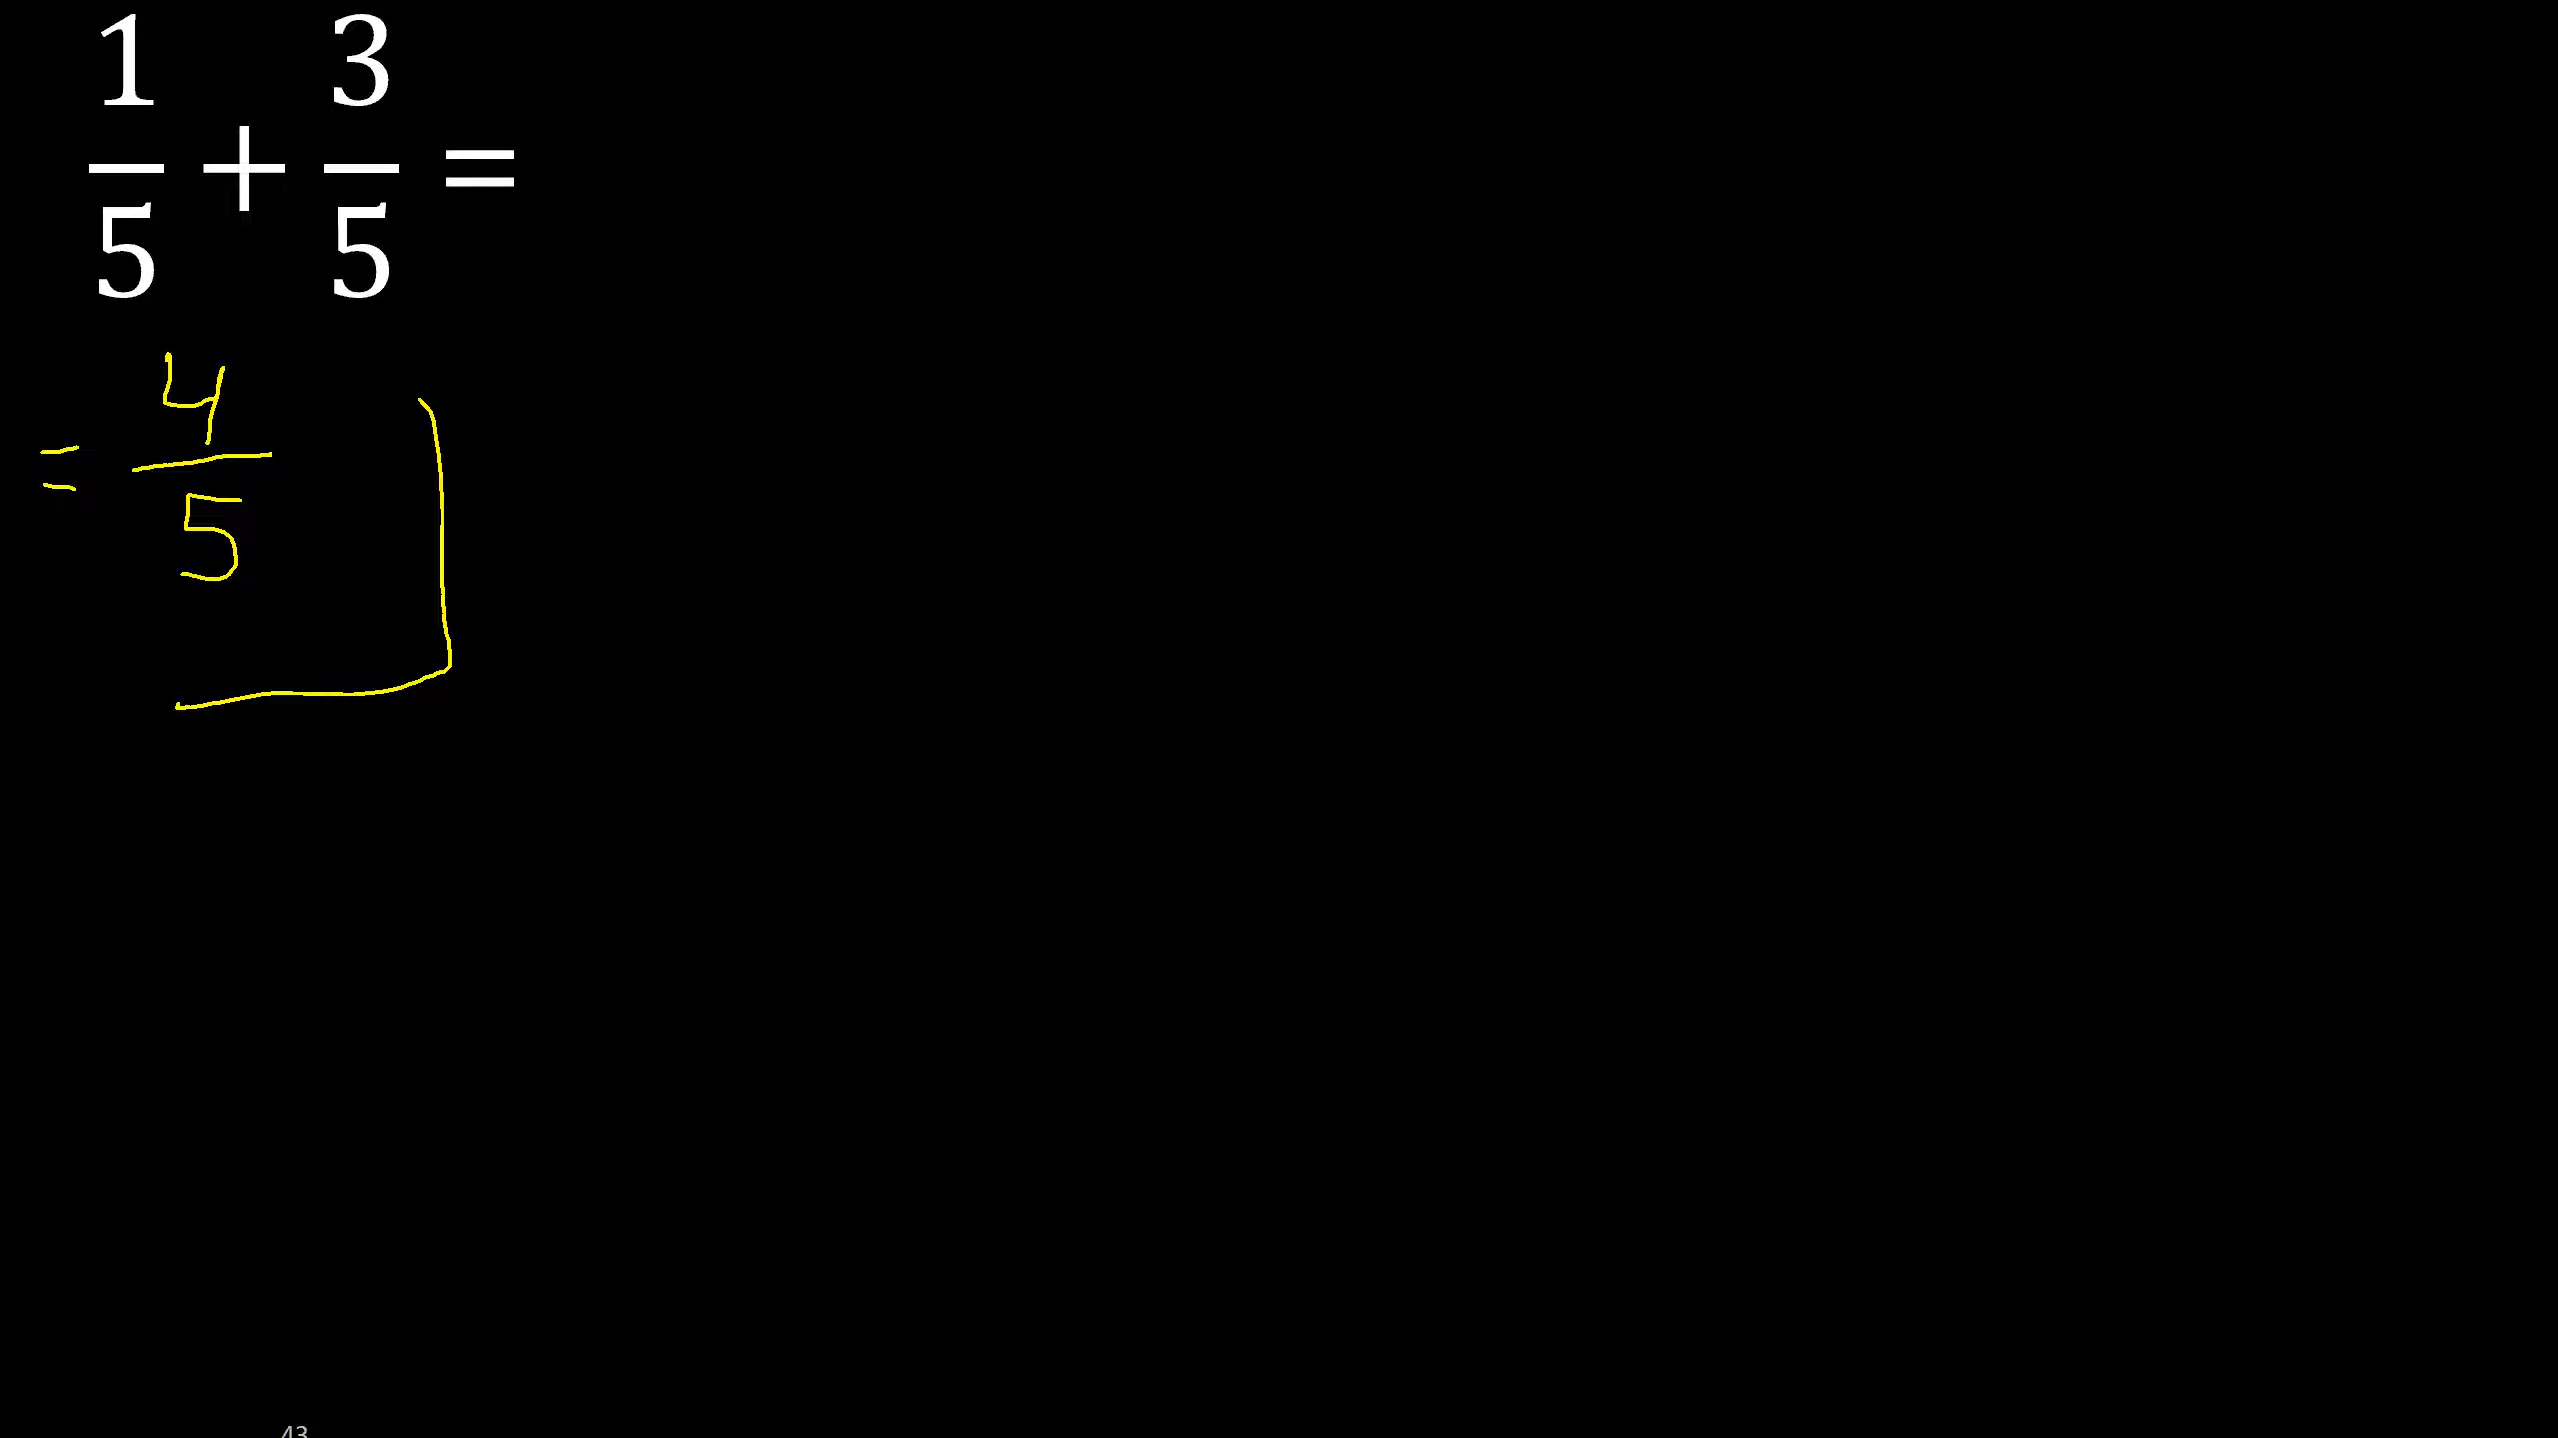 1/5 + 3/5 =
= 4/5
43